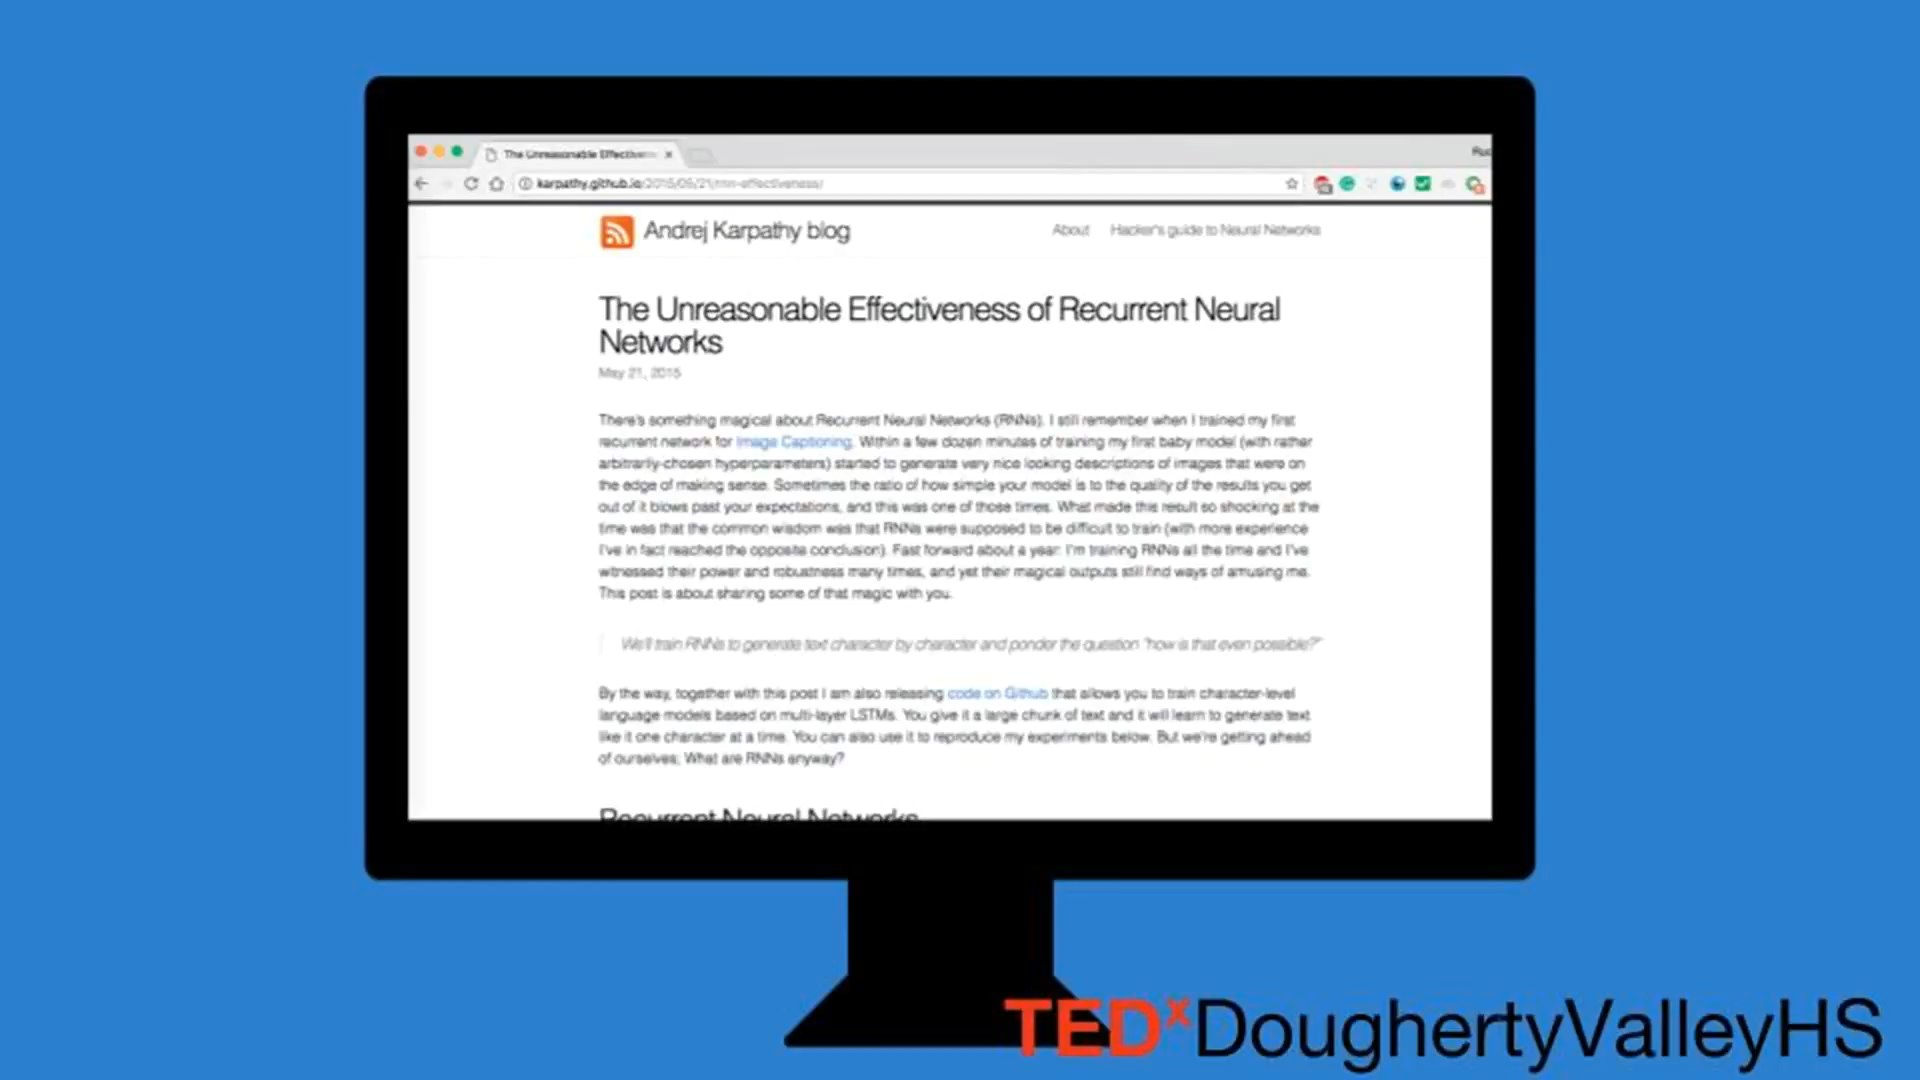 The Unreasonable Effectivene
karpathy.github.io/2015/05/21/rnn-effectiveness/
Andrej Karpathy blog
About Hacker's guide to Neural Networks
The Unreasonable Effectiveness of Recurrent Neural
Networks
May 21, 2015
There's something magical about Recurrent Neural Networks (RNNs). I still remember when I trained my first
recurrent network for Image Captioning. Within a few dozen minutes of training my first baby model (with rather
arbitrarily-chosen hyperparameters) started to generate very nice looking descriptions of images that were on
the edge of making sense. Sometimes the ratio of how simple your model is to the quality of the results you get
out of it blows past your expectations, and this was one of those times. What made this result so shocking at the
time was that the common wisdom was that RNNs were supposed to be difficult to train (with more experience
I've in fact reached the opposite conclusion). Fast forward about a year: I'm training RNNs all the time and I've
witnessed their power and robustness many times, and yet their magical outputs still find ways of amusing me.
This post is about sharing some of that magic with you.
We'll train RNNs to generate text character by character and ponder the question "how is that even possible?"
By the way, together with this post I am also releasing code on Github that allows you to train character-level
language models based on multi-layer LSTMs. You give it a large chunk of text and it will learn to generate text
like it one character at a time. You can also use it to reproduce my experiments below. But we're getting ahead
of ourselves; What are RNNs anyway?
Recurrent Neural Networks
TEDxDoughertyValleyHS